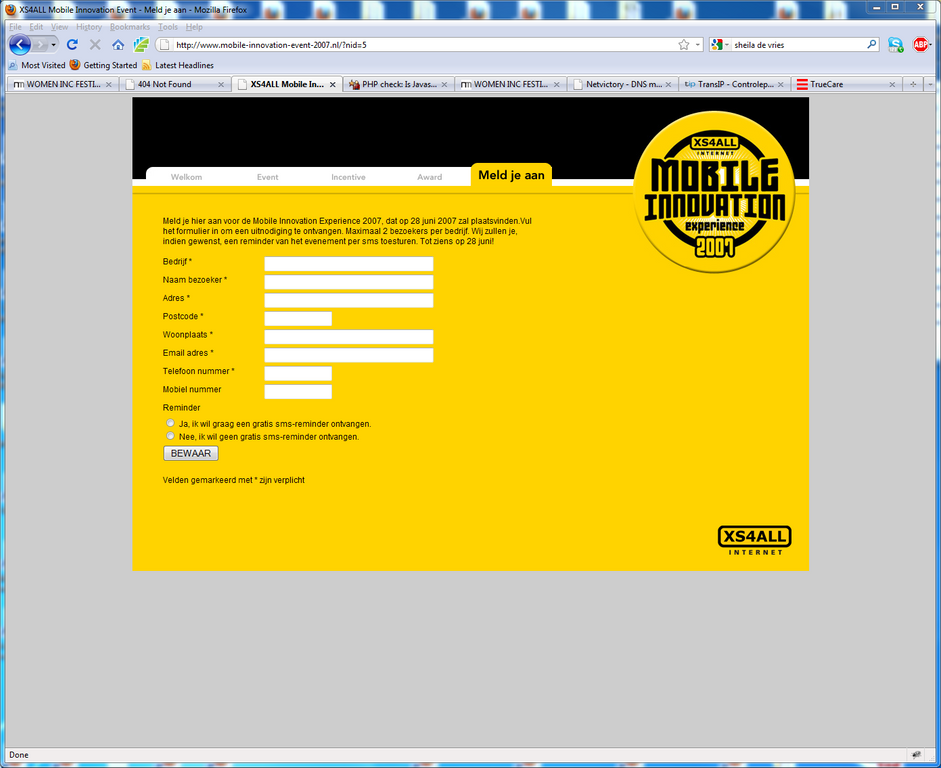 XS4ALL Mobile Innovation Event - Meld je aan - Mozilla Firefox
File Edit View History Bookmarks Tools Help
http://www.mobile-innovation-event-2007.nl/?nid=5
sheila de vries
ABP
Most Visited Getting Started Latest Headlines
WOMEN INC FESTI... 404 Not Found XS4ALL Mobile In... PHP check: Is Javas... WOMEN INC FESTI... Netvictory - DNS m... TransIP - Controlep... TrueCare
XS4ALL
INTERNET
MOBILE
INNOVATION
experience
2007
Welkom Event Incentive Award Meld je aan
Meld je hier aan voor de Mobile Innovation Experience 2007, dat op 28 juni 2007 zal plaatsvinden.Vul
het formulier in om een uitnodiging te ontvangen. Maximaal 2 bezoekers per bedrijf. Wij zullen je,
indien gewenst, een reminder van het evenement per sms toesturen. Tot ziens op 28 juni!
Bedrijf *
Naam bezoeker *
Adres *
Postcode *
Woonplaats *
Email adres *
Telefoon nummer *
Mobiel nummer
Reminder
Ja, ik wil graag een gratis sms-reminder ontvangen.
Nee, ik wil geen gratis sms-reminder ontvangen.
BEWAAR
Velden gemarkeerd met * zijn verplicht
XS4ALL
INTERNET
Done